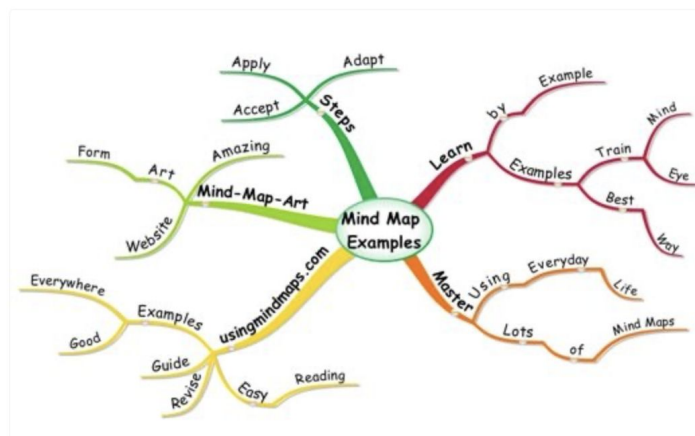 Mind Map
Examples
Learn
by
Example
Examples
Train
Mind
Eye
Best
Way
Master
Using
Everyday
Life
Lots
of
Mind Maps
usingmindmaps.com
Examples
Everywhere
Good
Guide
Revise
Easy
Reading
Mind-Map-Art
Art
Form
Amazing
Website
Steps
Apply
Accept
Adapt